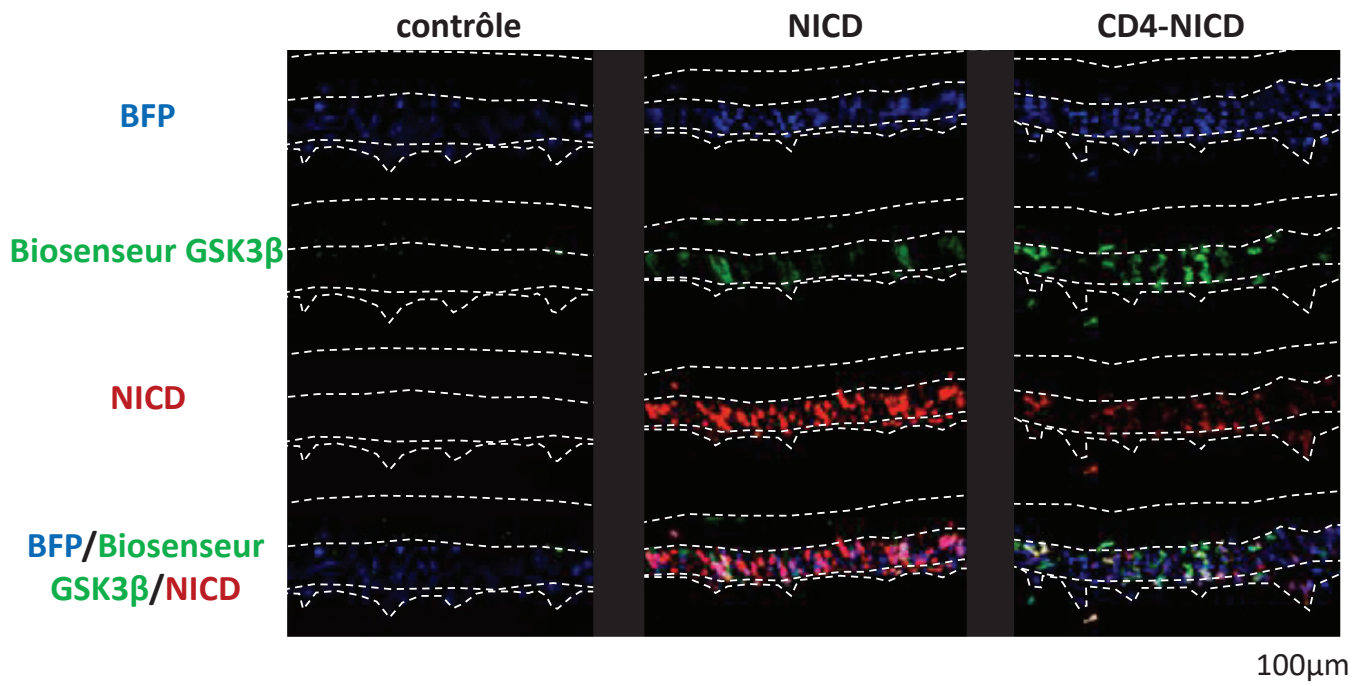 contrôle NICD CD4-NICD
BFP
Biosenseur GSK3β
NICD
BFP/Biosenseur
GSK3β/NICD
100µm